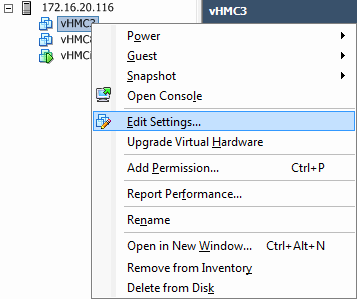 172.16.20.116
vHMC3
vHMC3
vHMC
vHMC
Power
Guest
Snapshot
Open Console
Edit Settings...
Upgrade Virtual Hardware
Add Permission... Ctrl+P
Report Performance...
Rename
Open in New Window... Ctrl+Alt+N
Remove from Inventory
Delete from Disk